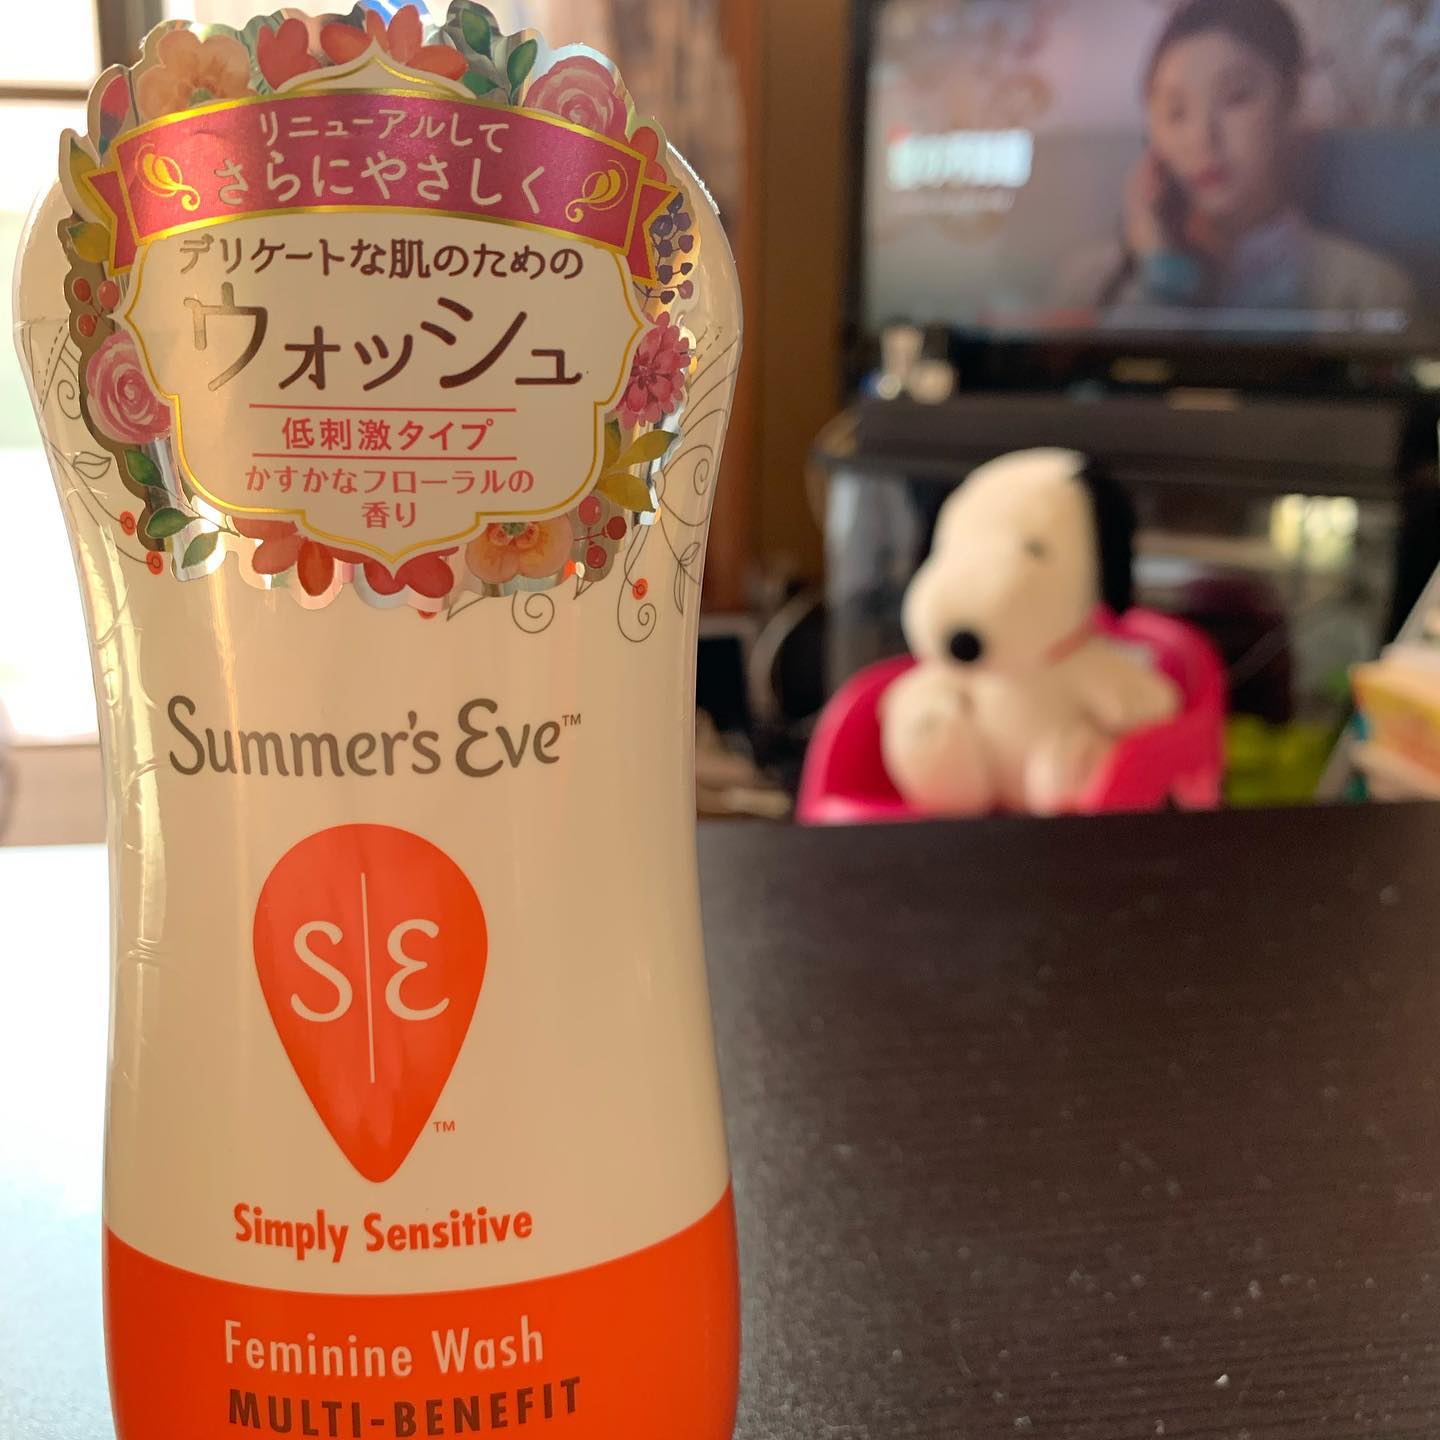 リニューアルして
さらにやさしく
デリケートな肌のための
ウォッシュ
低刺激タイプ
かすかなフローラルの
香り
Summer's Eve™
S|E
TM
Simply Sensitive
Feminine Wash
MULTI-BENEFIT